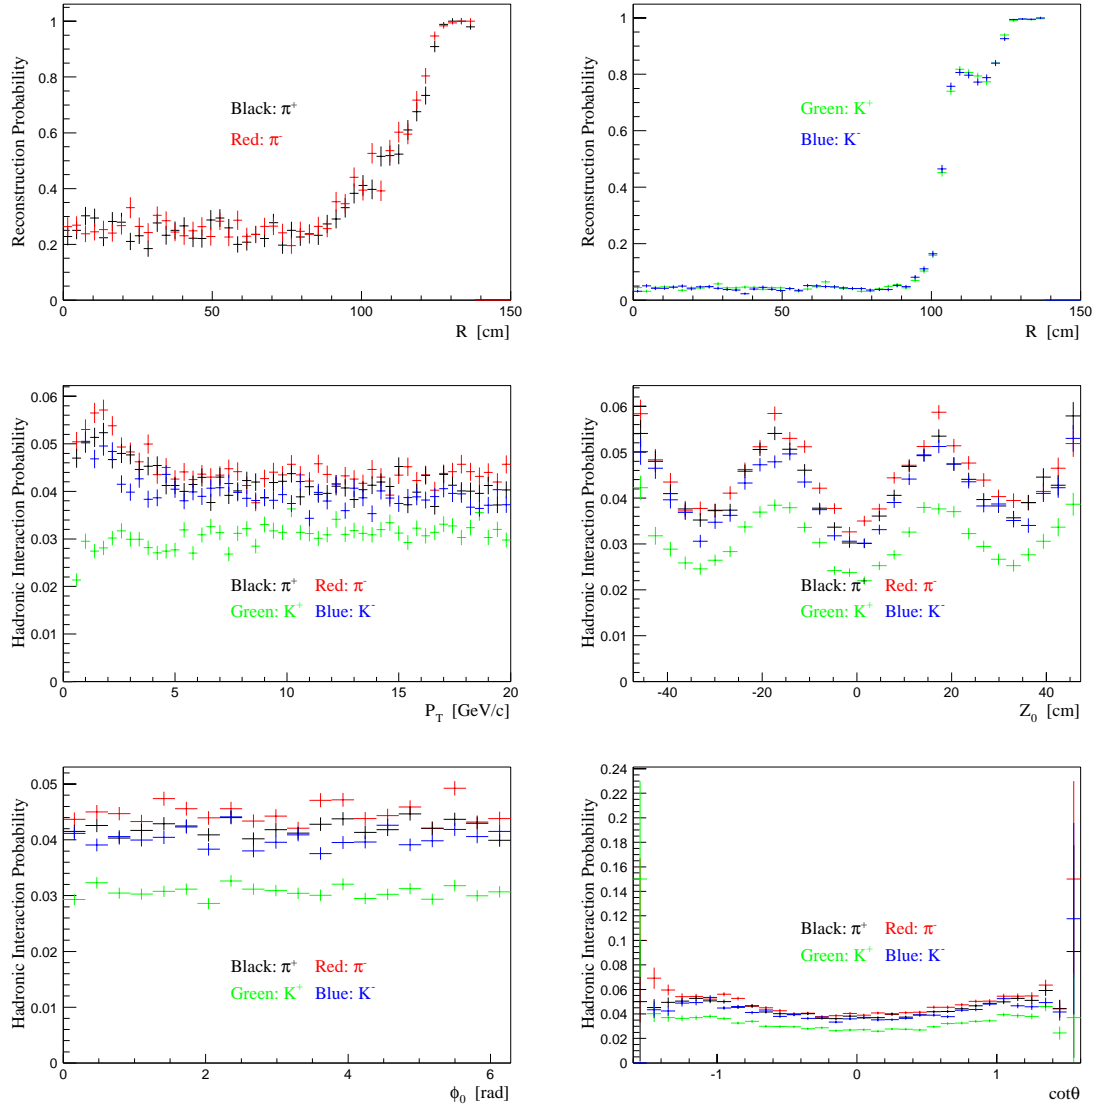 Reconstruction Probability
1
0.8
0.6
0.4
0.2
0
Black: π⁺
Red: π⁻
0 50 100 150
R [cm]
Reconstruction Probability
1
0.8
0.6
0.4
0.2
0
Green: K⁺
Blue: K⁻
0 50 100 150
R [cm]
Hadronic Interaction Probability
0.06
0.05
0.04
0.03
0.02
0.01
0
Black: π⁺ Red: π⁻
Green: K⁺ Blue: K⁻
0 5 10 15 20
P_T [GeV/c]
Hadronic Interaction Probability
0.06
0.05
0.04
0.03
0.02
0.01
0
Black: π⁺ Red: π⁻
Green: K⁺ Blue: K⁻
-40 -20 0 20 40
Z₀ [cm]
Hadronic Interaction Probability
0.05
0.04
0.03
0.02
0.01
0
Black: π⁺ Red: π⁻
Green: K⁺ Blue: K⁻
0 2 4 6
ϕ₀ [rad]
Hadronic Interaction Probability
0.24
0.22
0.2
0.18
0.16
0.14
0.12
0.1
0.08
0.06
0.04
0.02
0
Black: π⁺ Red: π⁻
Green: K⁺ Blue: K⁻
-1 0 1
cotθ